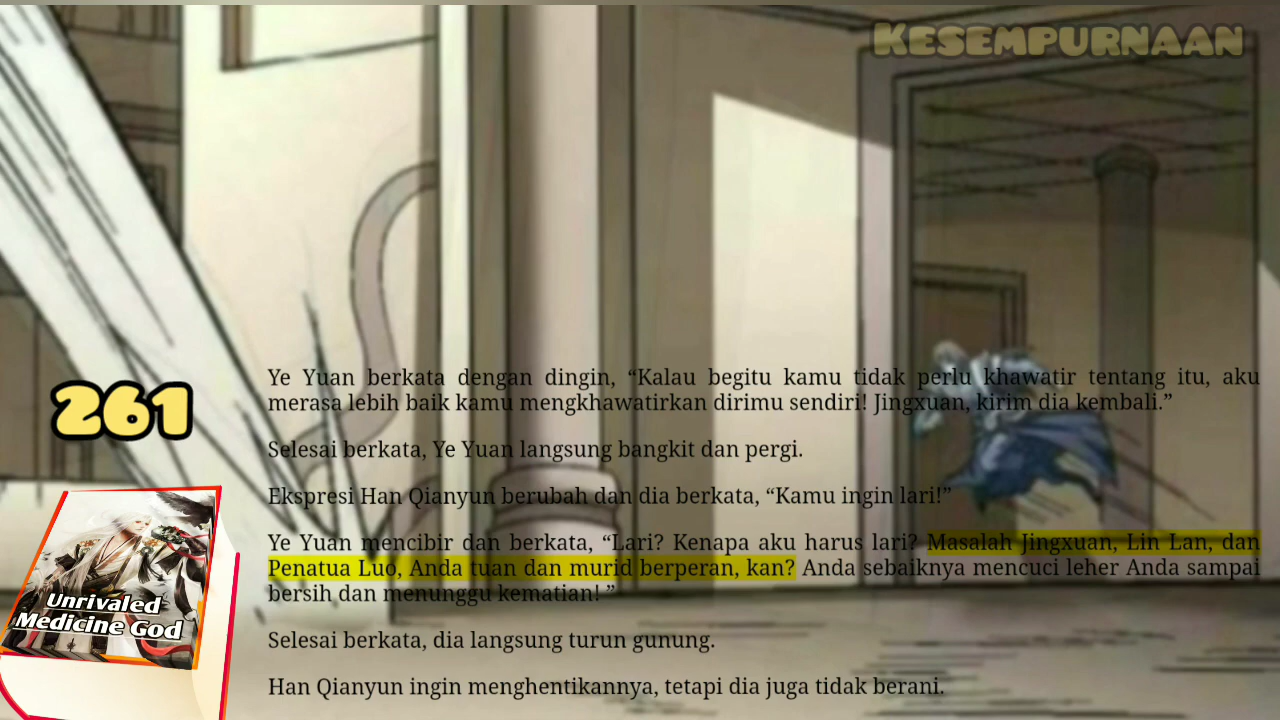 KESEMPURNAAN
Ye Yuan berkata dengan dingin, “Kalau begitu kamu tidak perlu khawatir tentang itu, aku
merasa lebih baik kamu mengkhawatirkan dirimu sendiri! Jingxuan, kirim dia kembali.”
261
Selesai berkata, Ye Yuan langsung bangkit dan pergi.
Ekspresi Han Qianyun berubah dan dia berkata, “Kamu ingin lari!”
Ye Yuan mencibir dan berkata, “Lari? Kenapa aku harus lari? Masalah Jingxuan, Lin Lan, dan
Penatua Luo, Anda tuan dan murid berperan, kan? Anda sebaiknya mencuci leher Anda sampai
bersih dan menunggu kematian! ”
Unrivaled
Medicine God
Selesai berkata, dia langsung turun gunung.
Han Qianyun ingin menghentikannya, tetapi dia juga tidak berani.